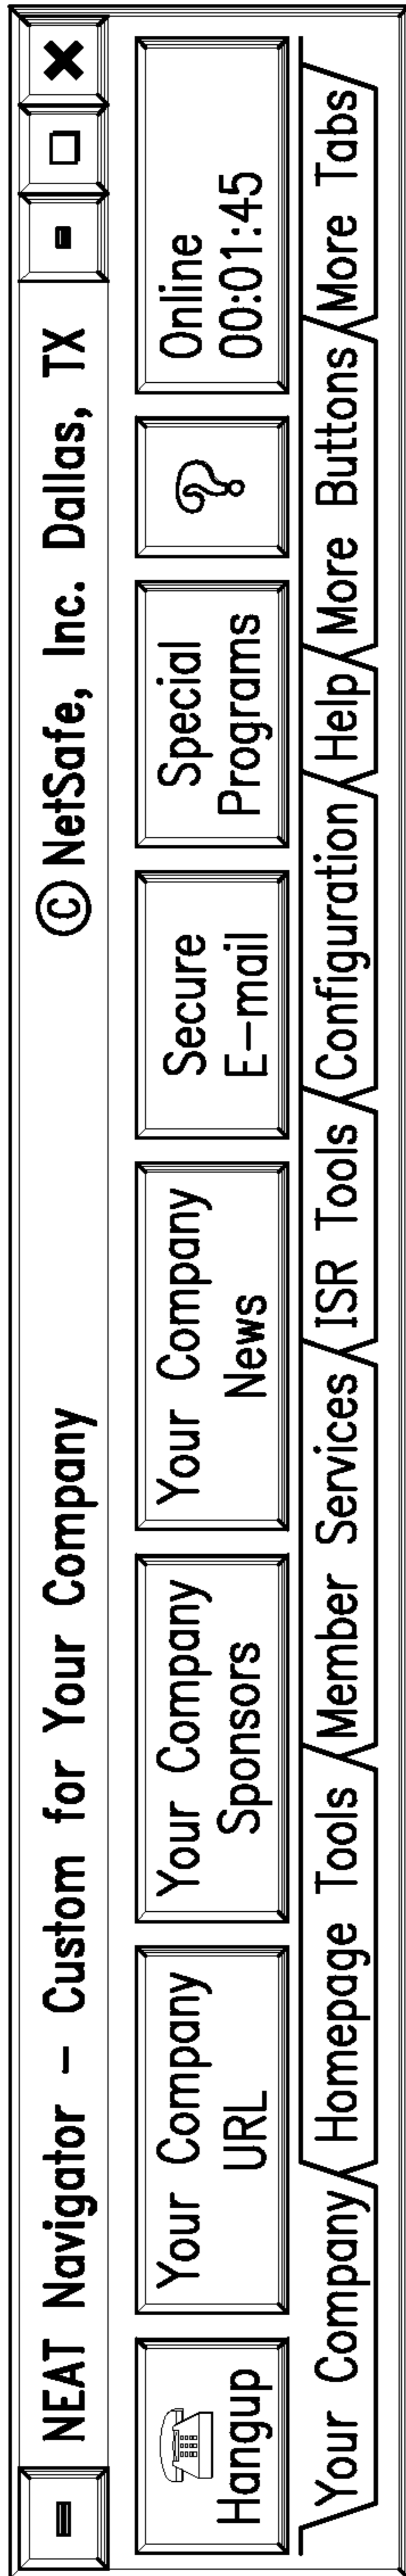 NEAT Navigator - Custom for Your Company © NetSafe, Inc. Dallas, TX
Hangup
Your Company
URL
Your Company
Sponsors
Your Company
News
Secure
E-mail
Special
Programs
?
Online
00:01:45
Your Company Homepage Tools Member Services ISR Tools Configuration Help More Buttons More Tabs